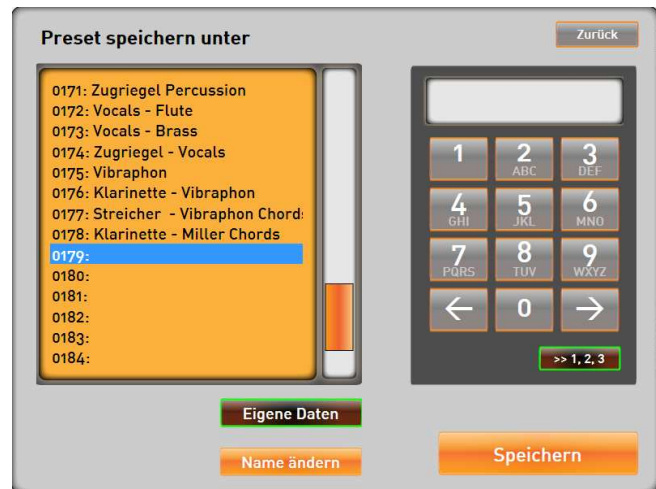 Preset speichern unter
Zurück
0171: Zugriegel Percussion
0172: Vocals - Flute
0173: Vocals - Brass
0174: Zugriegel - Vocals
0175: Vibraphon
0176: Klarinette - Vibraphon
0177: Streicher - Vibraphon Chord
0178: Klarinette - Miller Chords
0179:
0180:
0181:
0182:
0183:
0184:
1 2 3
ABC DEF
4 5 6
GHI JKL MNO
7 8 9
PQRS TUV WXYZ
← 0 →
>> 1, 2, 3
Eigene Daten
Name ändern
Speichern